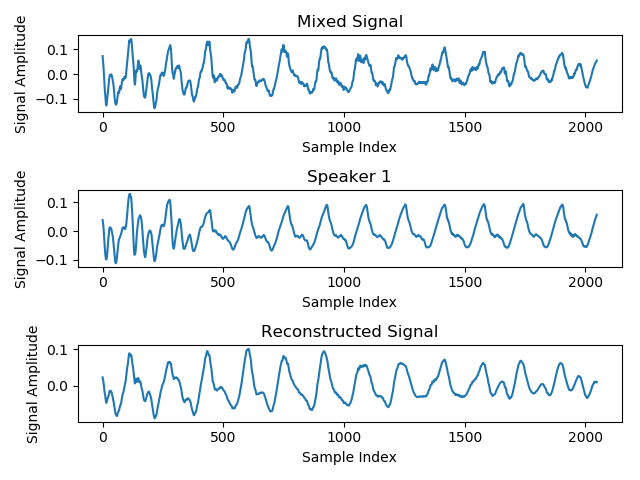 Mixed Signal
Signal Amplitude
0.1
0.0
−0.1
0 500 1000 1500 2000
Sample Index
Speaker 1
Signal Amplitude
0.1
0.0
−0.1
0 500 1000 1500 2000
Sample Index
Reconstructed Signal
Signal Amplitude
0.1
0.0
0 500 1000 1500 2000
Sample Index